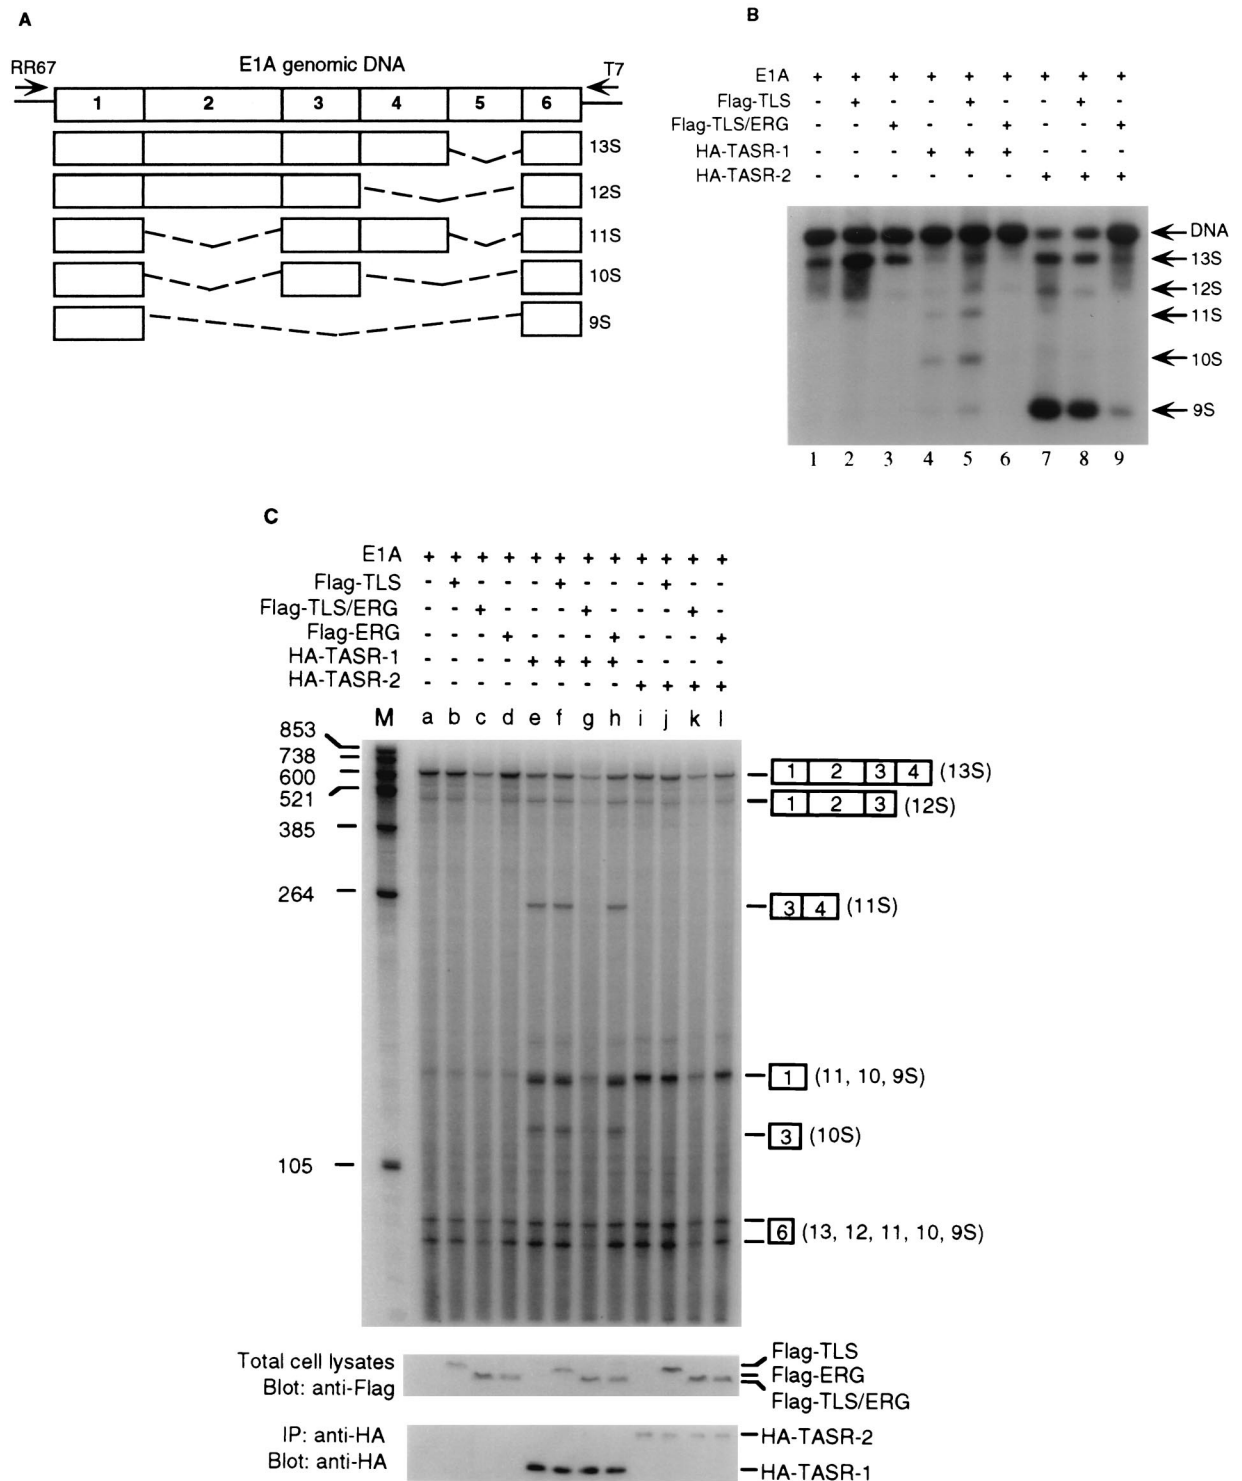 A
RR67
E1A genomic DNA
T7
1 2 3 4 5 6
13S
12S
11S
10S
9S
B
E1A + + + + + + + + +
Flag-TLS - + - - + - - + -
Flag-TLS/ERG - - + - - + - - +
HA-TASR-1 - - - + + + - - -
HA-TASR-2 - - - - - - + + +
DNA
13S
12S
11S
10S
9S
1 2 3 4 5 6 7 8 9
C
E1A + + + + + + + + + + + +
Flag-TLS - + - - - + - - - + - -
Flag-TLS/ERG - - + - - - + - - - + -
Flag-ERG - - - + - - - + - - - +
HA-TASR-1 - - - - + + + + - - - -
HA-TASR-2 - - - - - - - - + + + +
M a b c d e f g h i j k l
853
738
600
521
385
264
105
1 2 3 4 (13S)
1 2 3 (12S)
3 4 (11S)
1 (11, 10, 9S)
3 (10S)
6 (13, 12, 11, 10, 9S)
Total cell lysates
Blot: anti-Flag
Flag-TLS
Flag-ERG
Flag-TLS/ERG
IP: anti-HA
Blot: anti-HA
HA-TASR-2
HA-TASR-1